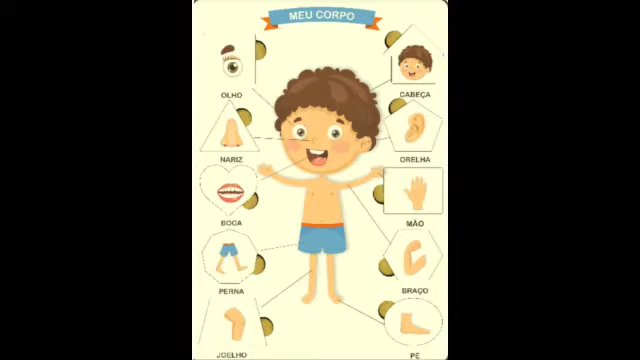 MEU CORPO
OLHO
CABEÇA
NARIZ
ORELHA
BOCA
MÃO
PERNA
BRAÇO
JOELHO
PÉ